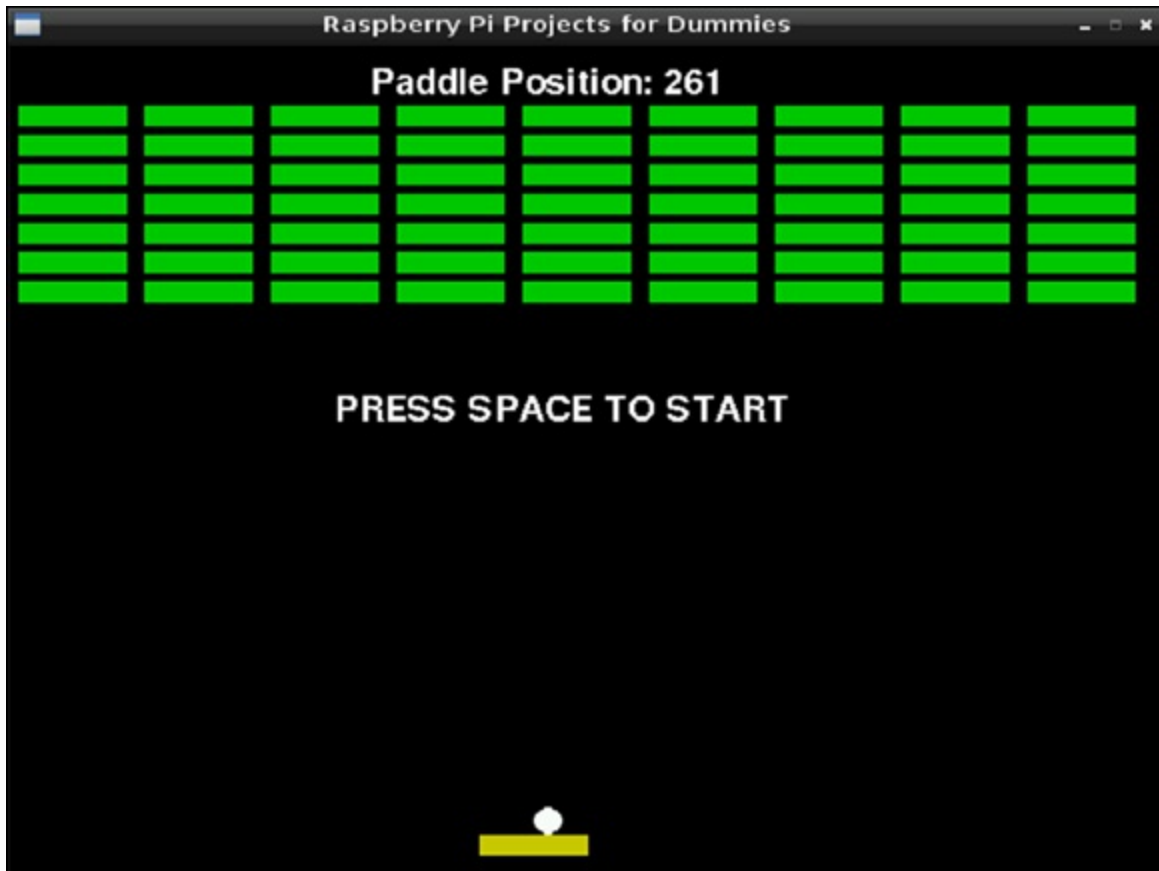 Raspberry Pi Projects for Dummies
Paddle Position: 261
PRESS SPACE TO START